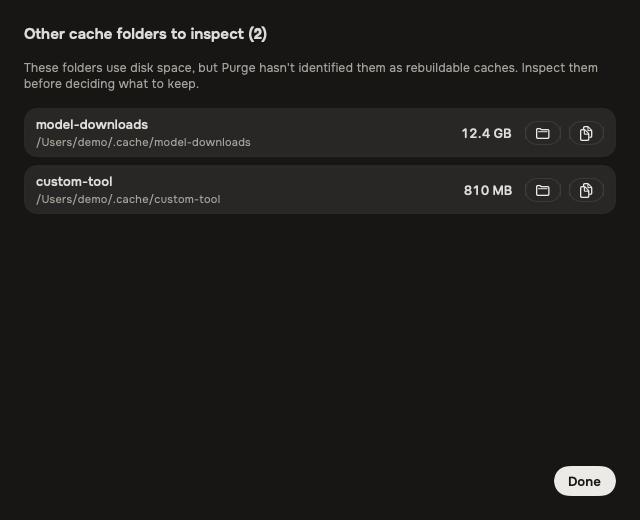 Other cache folders to inspect (2)
These folders use disk space, but Purge hasn't identified them as rebuildable caches. Inspect them
before deciding what to keep.
model-downloads
/Users/demo/.cache/model-downloads
12.4 GB
custom-tool
/Users/demo/.cache/custom-tool
810 MB
Done